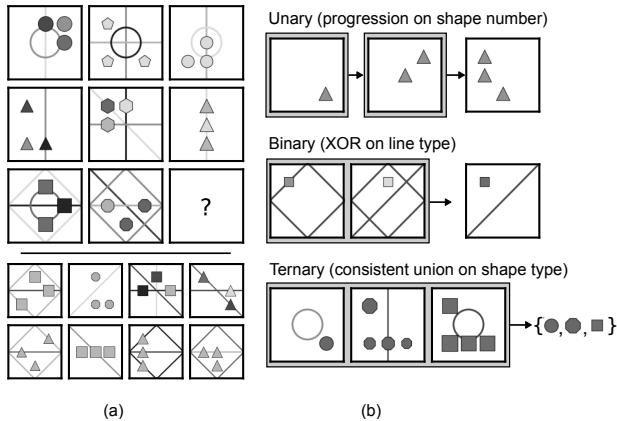 Unary (progression on shape number)
Binary (XOR on line type)
?
Ternary (consistent union on shape type)
{ , , }
(a)
(b)